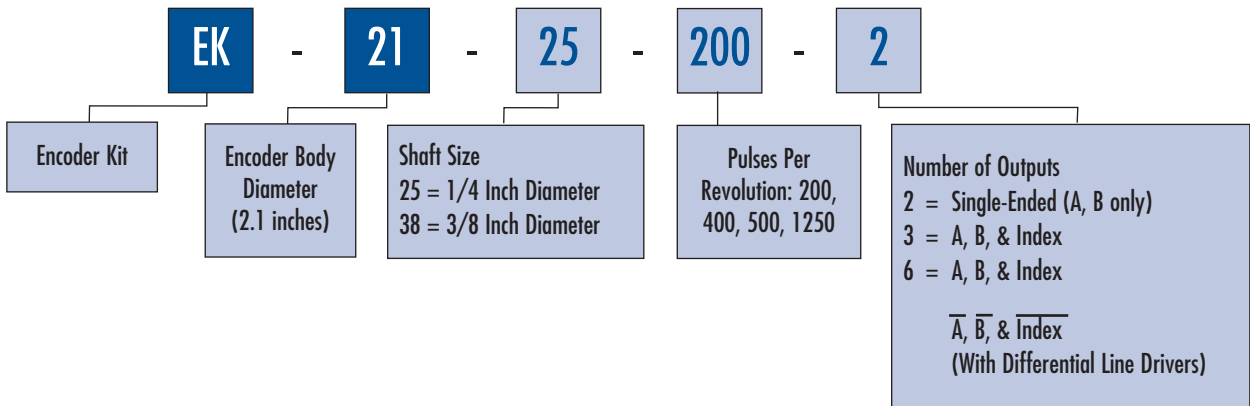 EK - 21 - 25 - 200 - 2
Encoder Kit
Encoder Body
Diameter
(2.1 inches)
Shaft Size
25 = 1/4 Inch Diameter
38 = 3/8 Inch Diameter
Pulses Per
Revolution: 200,
400, 500, 1250
Number of Outputs
2 = Single-Ended (A, B only)
3 = A, B, & Index
6 = A, B, & Index
A̅, B̅, & I̅n̅d̅e̅x̅
(With Differential Line Drivers)